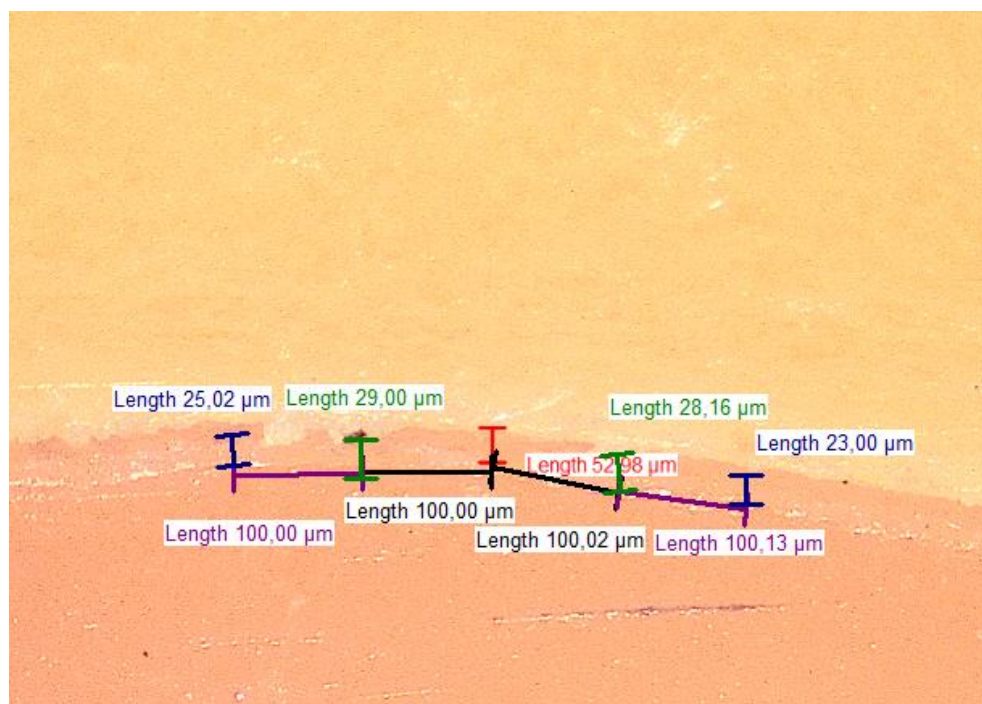 Length 25,02 µm
Length 29,00 µm
Length 28,16 µm
Length 23,00 µm
Length 52,98 µm
Length 100,00 µm
Length 100,00 µm
Length 100,02 µm
Length 100,13 µm